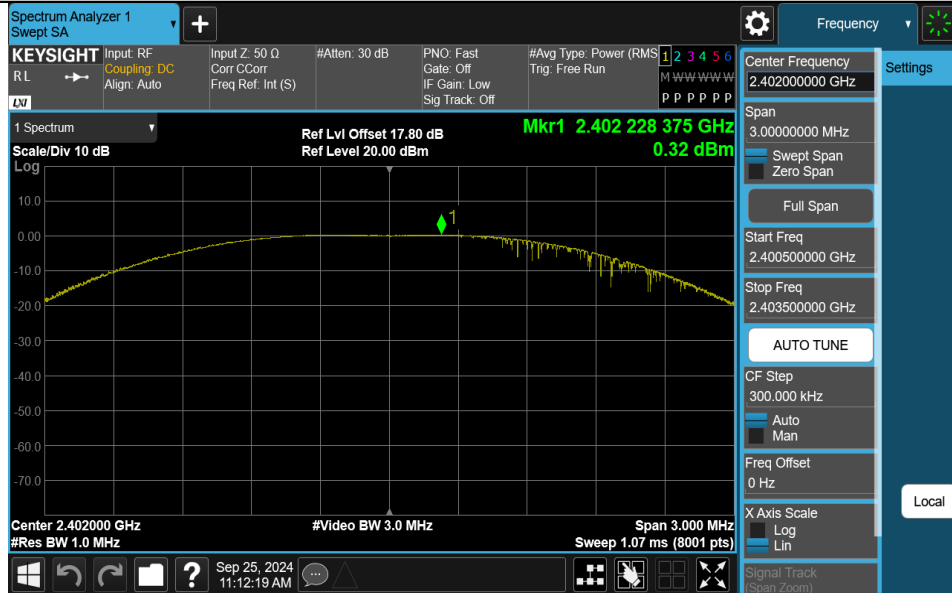 Spectrum Analyzer 1
Swept SA
+
Frequency
KEYSIGHT
RL
LXI
Input: RF
Coupling: DC
Align: Auto
Input Z: 50 Ω
Corr CCorr
Freq Ref: Int (S)
#Atten: 30 dB
PNO: Fast
Gate: Off
IF Gain: Low
Sig Track: Off
#Avg Type: Power (RMS
Trig: Free Run
1 2 3 4 5 6
M W W W W W
P P P P P P
1 Spectrum
Scale/Div 10 dB
Log
Ref Lvl Offset 17.80 dB
Ref Level 20.00 dBm
Mkr1 2.402 228 375 GHz
0.32 dBm
10.0
0.00
-10.0
-20.0
-30.0
-40.0
-50.0
-60.0
-70.0
1
Center 2.402000 GHz
#Res BW 1.0 MHz
#Video BW 3.0 MHz
Span 3.000 MHz
Sweep 1.07 ms (8001 pts)
Sep 25, 2024
11:12:19 AM
?
Center Frequency
2.402000000 GHz
Span
3.00000000 MHz
Swept Span
Zero Span
Full Span
Start Freq
2.400500000 GHz
Stop Freq
2.403500000 GHz
AUTO TUNE
CF Step
300.000 kHz
Auto
Man
Freq Offset
0 Hz
X Axis Scale
Log
Lin
Signal Track
(Span Zoom)
Settings
Local